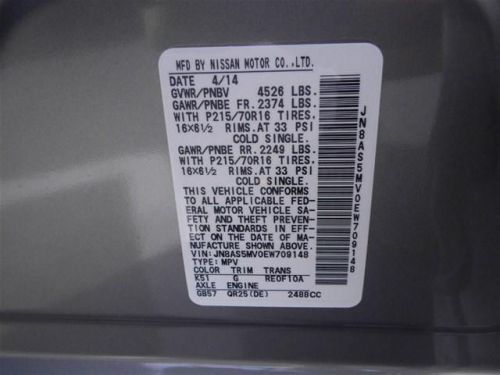 MFD BY NISSAN MOTOR CO.,LTD.
DATE 4/14
GVWR/PNBV 4526 LBS.
GAWR/PNBE FR. 2374 LBS.
WITH P215/70R16 TIRES.
16X6½ RIMS.AT 33 PSI
COLD SINGLE.
GAWR/PNBE RR. 2249 LBS.
WITH P215/70R16 TIRES.
16X6½ RIMS.AT 33 PSI
COLD SINGLE.
THIS VEHICLE CONFORMS
TO ALL APPLICABLE FED-
ERAL MOTOR VEHICLE SA-
FETY AND THEFT PREVEN-
TION STANDARDS IN EFF-
ECT ON THE DATE OF MA-
NUFACTURE SHOWN ABOVE.
VIN: JN8AS5MV0EW709148
TYPE: MPV
COLOR TRIM TRANS
K51 G RE0F10A
AXLE ENGINE
GB57 QR25(DE) 2488CC
JN8AS5MV0EW709148